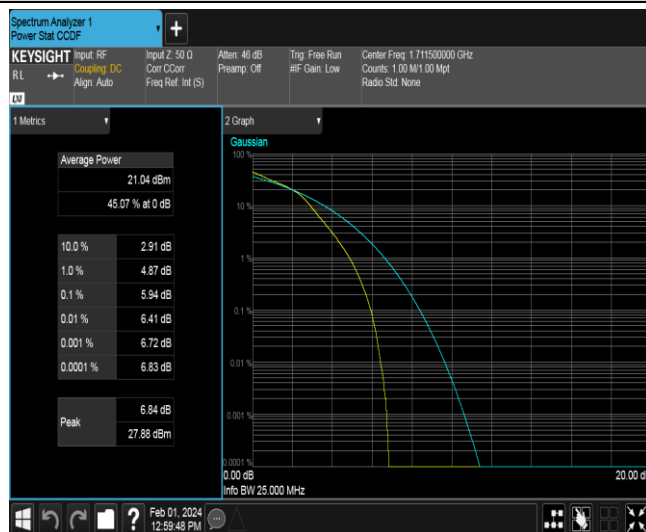 Spectrum Analyzer 1
Power Stat CCDF
KEYSIGHT
RL
LXI
Input: RF
Coupling: DC
Align: Auto
Input Z: 50 Ω
Corr CCorr
Freq Ref: Int (S)
Atten: 46 dB
Preamp: Off
Trig: Free Run
#IF Gain: Low
Center Freq: 1.711500000 GHz
Counts: 1.00 M/1.00 Mpt
Radio Std: None
1 Metrics
Average Power
21.04 dBm
45.07 % at 0 dB
10.0 % 2.91 dB
1.0 % 4.87 dB
0.1 % 5.94 dB
0.01 % 6.41 dB
0.001 % 6.72 dB
0.0001 % 6.83 dB
Peak
6.84 dB
27.88 dBm
2 Graph
Gaussian
100 %
10 %
1 %
0.1 %
0.01 %
0.001 %
0.0001 %
0.00 dB
20.00 d
Info BW 25.000 MHz
?
Feb 01, 2024
12:59:48 PM